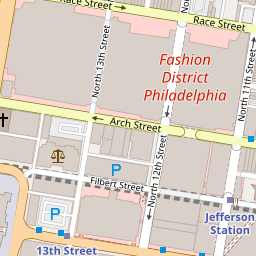 Race Street
Race Street
North 13th Street
Fashion
District
Philadelphia
North 11th Street
Arch Street
P
Filbert Street
North 12th Street
P
Jefferson
Station
13th Street